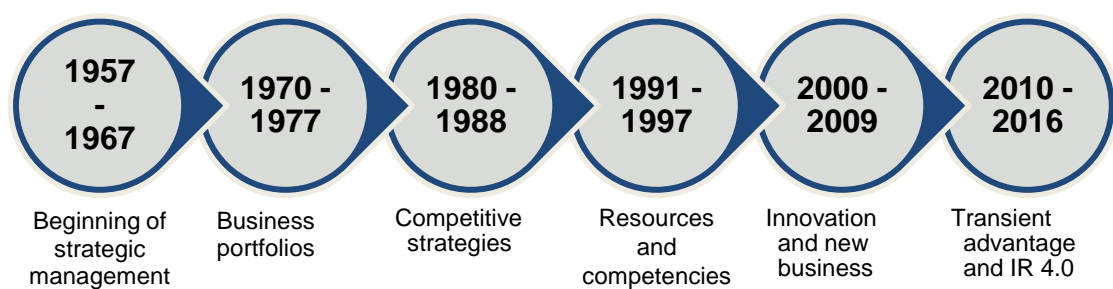 1957
-
1967
1970 -
1977
1980 -
1988
1991 -
1997
2000 -
2009
2010 -
2016
Beginning of
strategic
management
Business
portfolios
Competitive
strategies
Resources
and
competencies
Innovation
and new
business
Transient
advantage
and IR 4.0